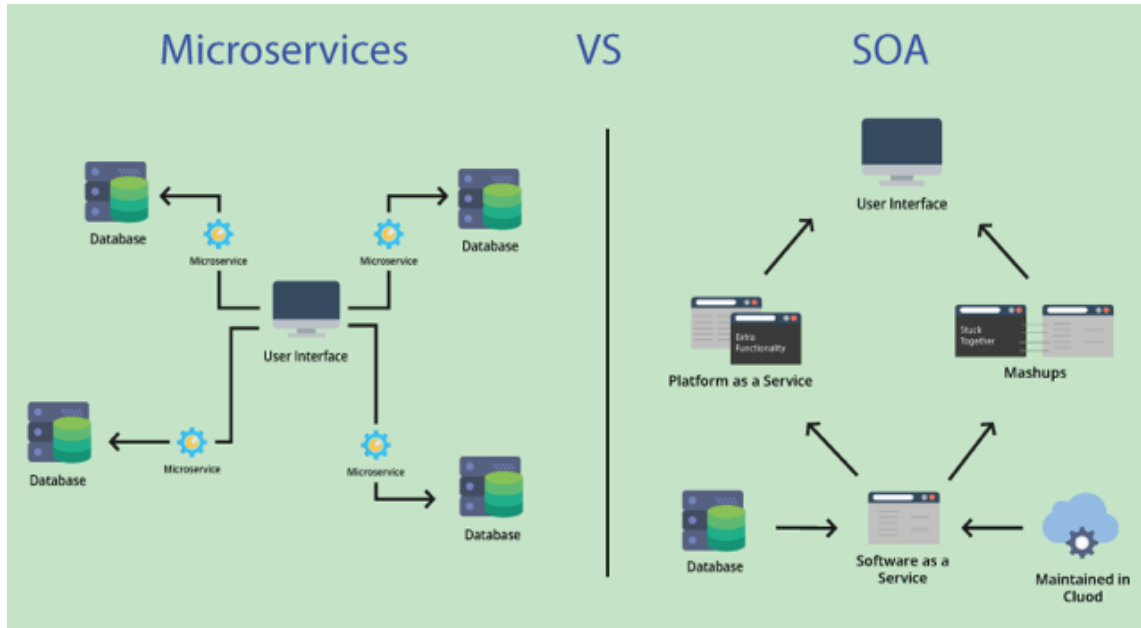 Microservices
VS
SOA
Database
Microservice
Microservice
Database
User Interface
Database
Microservice
Microservice
Database
User Interface
Extra
Functionality
Platform as a Service
Stuck
Together
Mashups
Database
Software as a
Service
Maintained in
Cluod